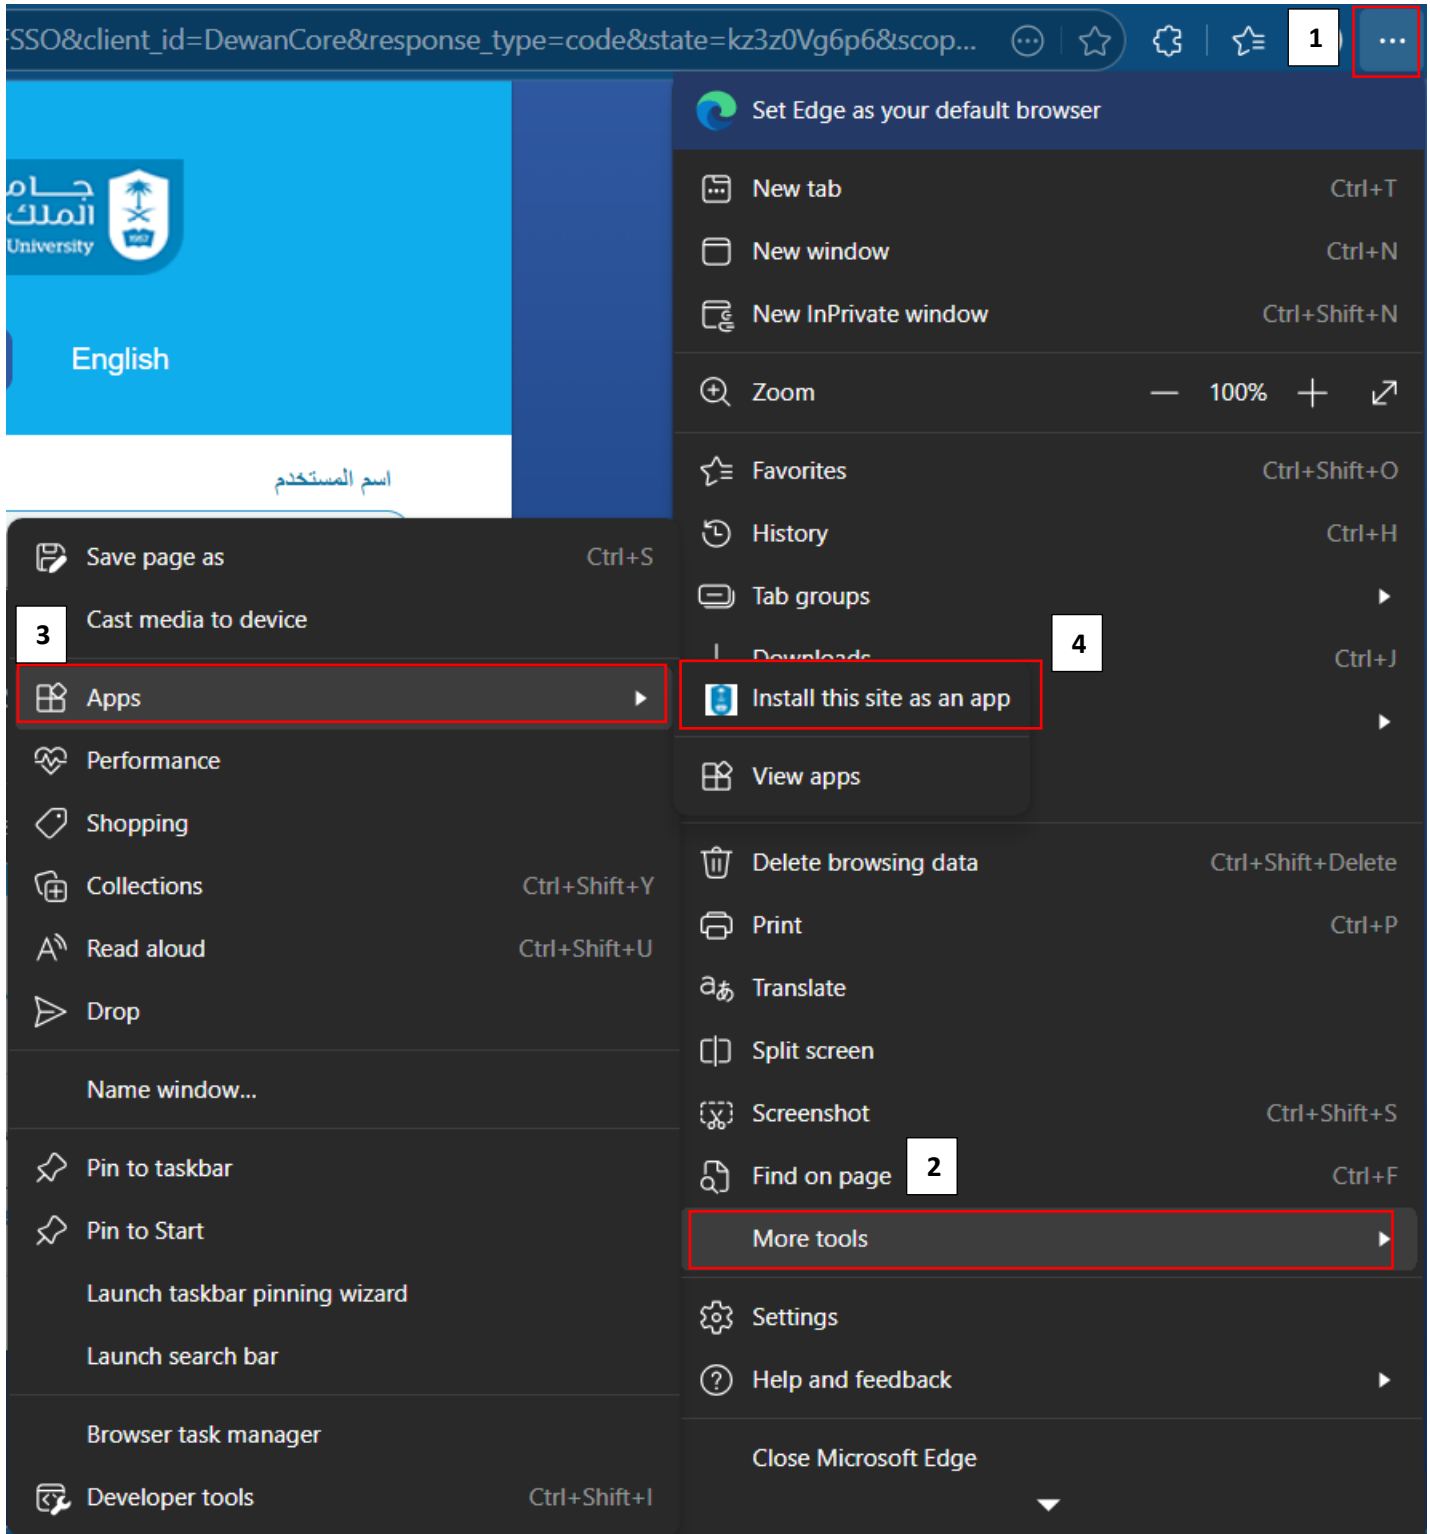 SSO&client_id=DewanCore&response_type=code&state=kz3z0Vg6p6&scop...
1
Set Edge as your default browser
جـــام
الملك
University
1957
English
اسم المستخدم
New tab Ctrl+T
New window Ctrl+N
New InPrivate window Ctrl+Shift+N
Zoom 100%
Favorites Ctrl+Shift+O
History Ctrl+H
Tab groups
4
Downloads Ctrl+J
Install this site as an app
View apps
Delete browsing data Ctrl+Shift+Delete
Print Ctrl+P
Translate
Split screen
Screenshot Ctrl+Shift+S
Find on page Ctrl+F
2
More tools
Settings
Help and feedback
Close Microsoft Edge
Save page as Ctrl+S
Cast media to device
3
Apps
Performance
Shopping
Collections Ctrl+Shift+Y
Read aloud Ctrl+Shift+U
Drop
Name window...
Pin to taskbar
Pin to Start
Launch taskbar pinning wizard
Launch search bar
Browser task manager
Developer tools Ctrl+Shift+I